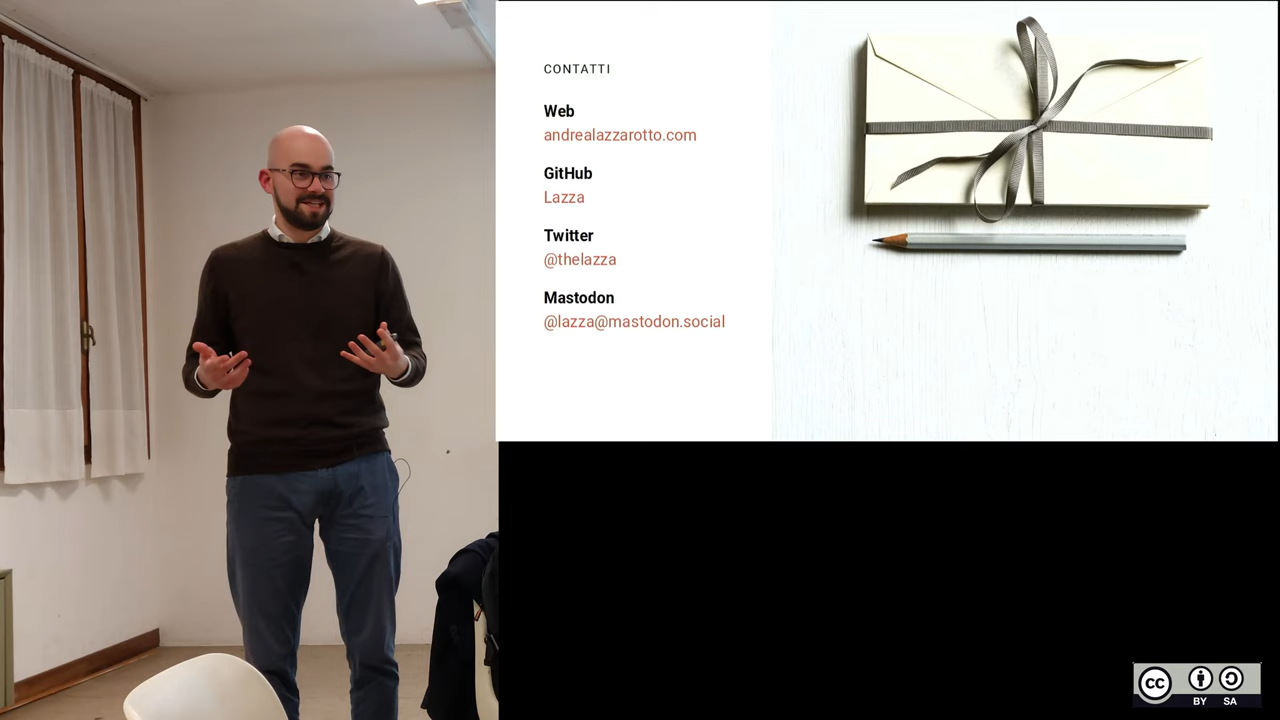 CONTATTI
Web
andrealazzarotto.com
GitHub
Lazza
Twitter
@thelazza
Mastodon
@lazza@mastodon.social
cc
BY SA